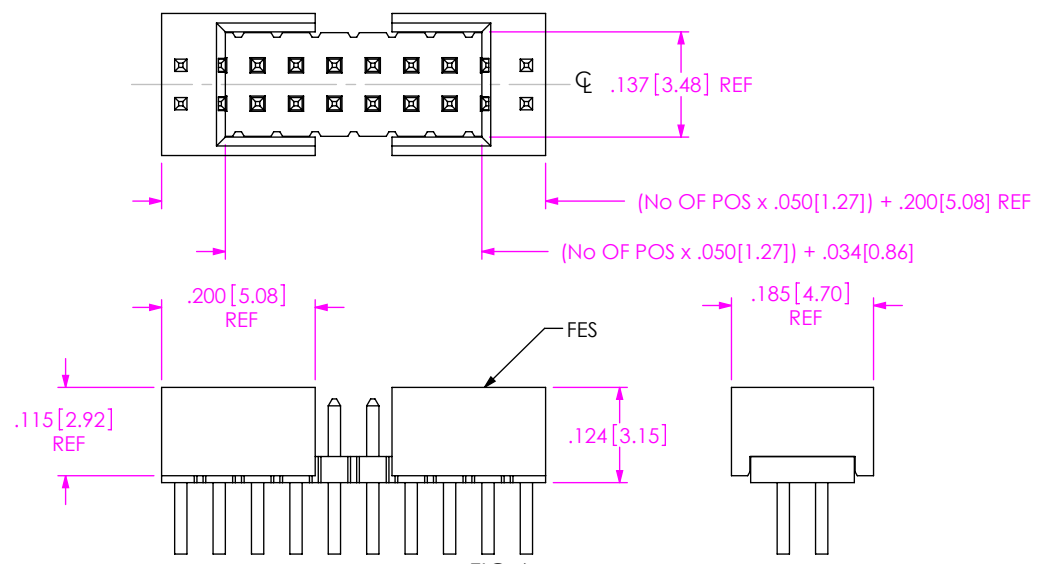 ℄
.137[3.48] REF
(No OF POS x .050[1.27]) + .200[5.08] REF
(No OF POS x .050[1.27]) + .034[0.86]
.200[5.08]
REF
.185[4.70]
REF
FES
.115[2.92]
REF
.124[3.15]